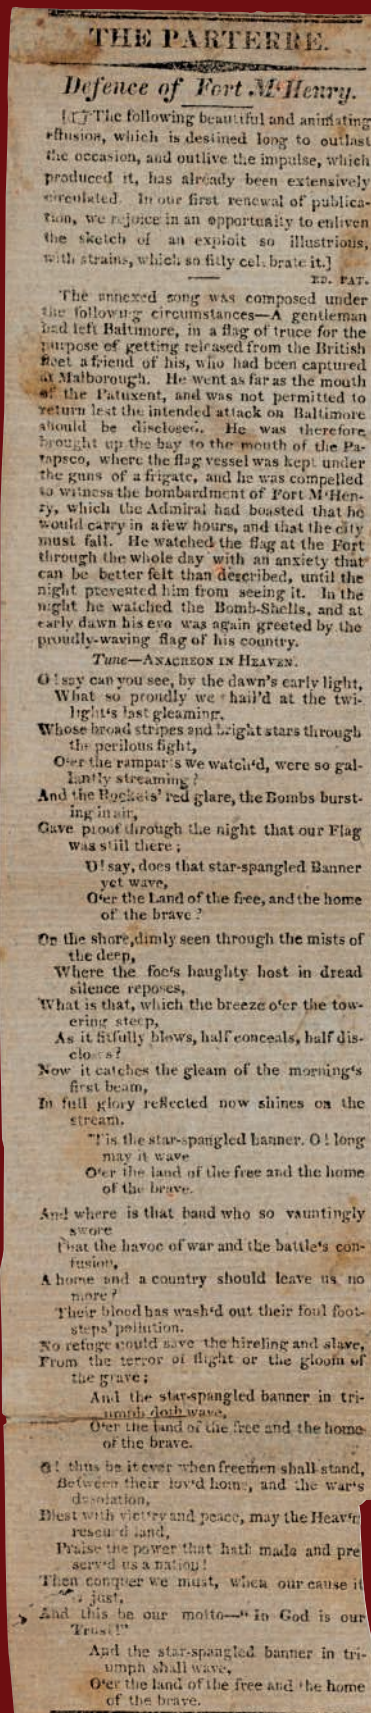 THE PARTERRE.
Defence of Fort M'Henry.
[☞The following beautiful and animating
effusion, which is destined long to outlast
the occasion, and outlive the impulse, which
produced it, has already been extensively
circulated. In our first renewal of publica-
tion, we rejoice in an opportunity to enliven
the sketch of an exploit so illustrious,
with strains, which so fitly celebrate it.]
ED. PAT.
The annexed song was composed under
the following circumstances—A gentleman
had left Baltimore, in a flag of truce for the
purpose of getting released from the British
fleet a friend of his, who had been captured
at Malborough. He went as far as the mouth
of the Patuxent, and was not permitted to
return lest the intended attack on Baltimore
should be disclosed. He was therefore
brought up the bay to the mouth of the Pa-
tapsco, where the flag vessel was kept under
the guns of a frigate, and he was compelled
to witness the bombardment of Fort M'Hen-
ry, which the Admiral had boasted that he
would carry in a few hours, and that the city
must fall. He watched the flag at the Fort
through the whole day with an anxiety that
can be better felt than described, until the
night prevented him from seeing it. In the
night he watched the Bomb-Shells, and at
early dawn his eye was again greeted by the
proudly-waving flag of his country.
Tune—ANACREON IN HEAVEN.
O! say can you see, by the dawn's early light,
What so proudly we hail'd at the twi-
light's last gleaming,
Whose broad stripes and bright stars through
the perilous fight,
O'er the ramparts we watch'd, were so gal-
lantly streaming?
And the Rockets' red glare, the Bombs burst-
ing in air,
Gave proof through the night that our Flag
was still there;
O! say, does that star-spangled Banner
yet wave,
O'er the Land of the free, and the home
of the brave?
On the shore, dimly seen through the mists of
the deep,
Where the foe's haughty host in dread
silence reposes,
What is that, which the breeze o'er the tow-
ering steep,
As it fitfully blows, half conceals, half dis-
closes?
Now it catches the gleam of the morning's
first beam,
In full glory reflected now shines on the
stream.
'Tis the star-spangled banner. O! long
may it wave
O'er the land of the free and the home
of the brave.
And where is that band who so vauntingly
swore
That the havoc of war and the battle's con-
fusion,
A home and a country should leave us no
more?
Their blood has wash'd out their foul foot-
steps' pollution.
No refuge could save the hireling and slave,
From the terror of flight or the gloom of
the grave;
And the star-spangled banner in tri-
umph doth wave,
O'er the land of the free and the home
of the brave.
O! thus be it ever when freemen shall stand,
Between their lov'd home, and the war's
desolation,
Blest with vict'ry and peace, may the Heav'n
rescu'd land,
Praise the power that hath made and pre
serv'd us a nation!
Then conquer we must, when our cause it
is just,
And this be our motto—"In God is our
Trust!"
And the star-spangled banner in tri-
umph shall wave,
O'er the land of the free and the home
of the brave.